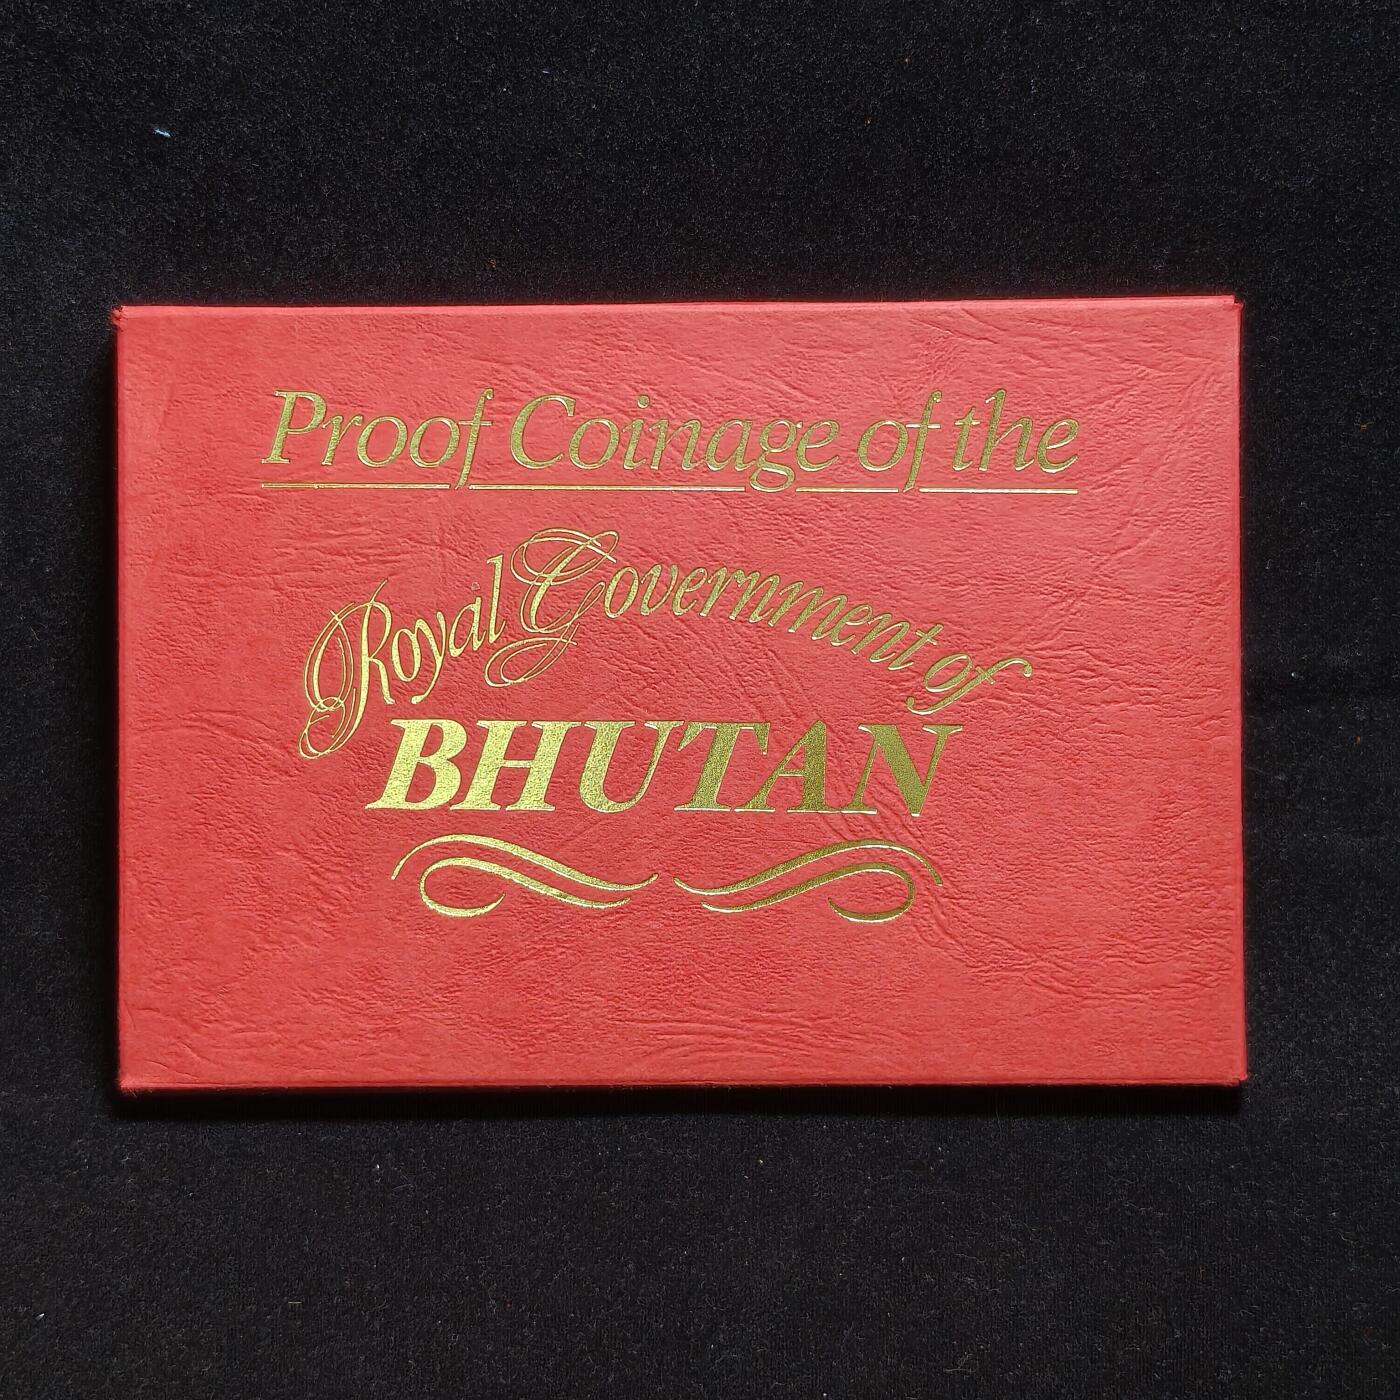 Proof Coinage of the
Royal Government of
BHUTAN